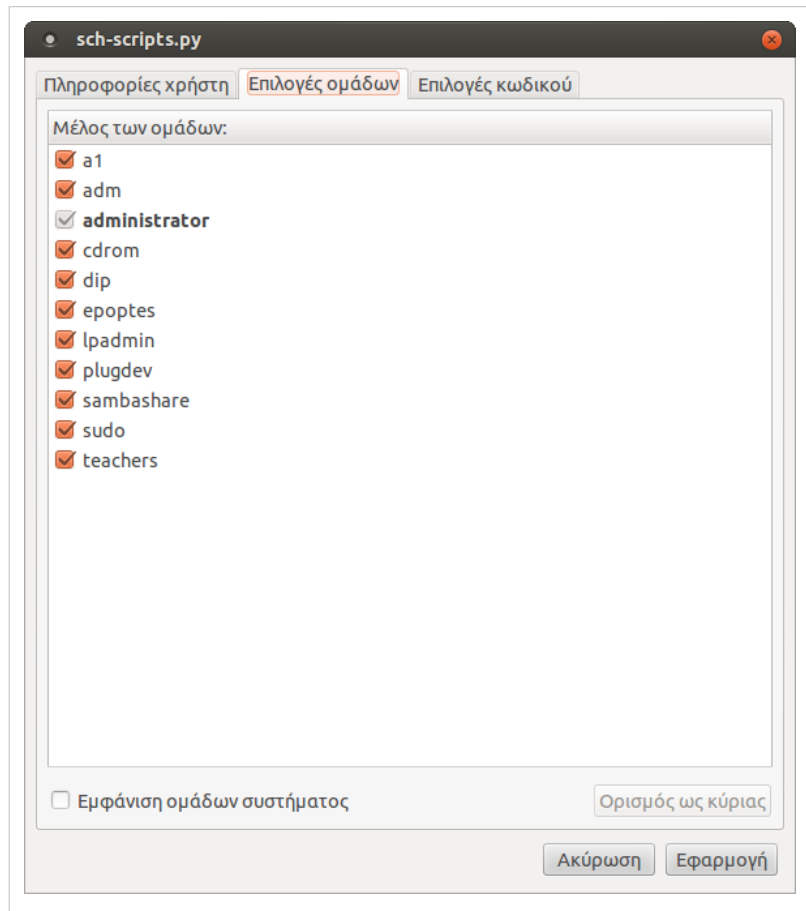 sch-scripts.py
Πληροφορίες χρήστη Επιλογές ομάδων Επιλογές κωδικού
Μέλος των ομάδων:
a1
adm
administrator
cdrom
dip
epoptes
lpadmin
plugdev
sambashare
sudo
teachers
Εμφάνιση ομάδων συστήματος Ορισμός ως κύριας
Ακύρωση Εφαρμογή